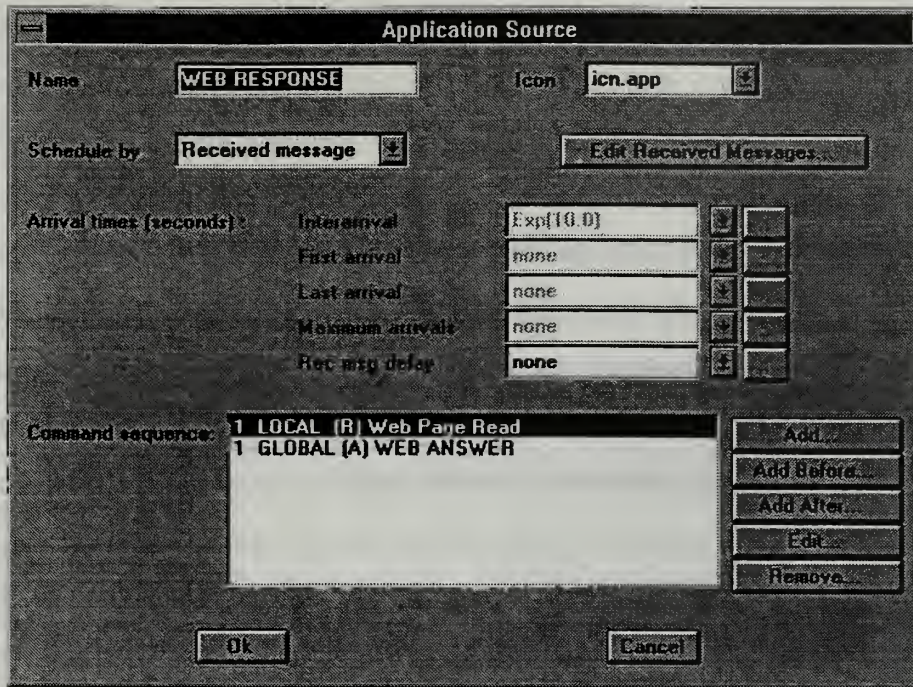 Application Source
Name WEB RESPONSE Icon icn.app
Schedule by Received message Edit Received Messages...
Arrival times (seconds) : Interarrival Exp(10.0)
First arrival none
Last arrival none
Maximum arrivals none
Rec msg delay none
Command sequence: 1 LOCAL (R) Web Page Read
1 GLOBAL (A) WEB ANSWER
Add...
Add Before...
Add After...
Edit...
Remove...
Ok Cancel